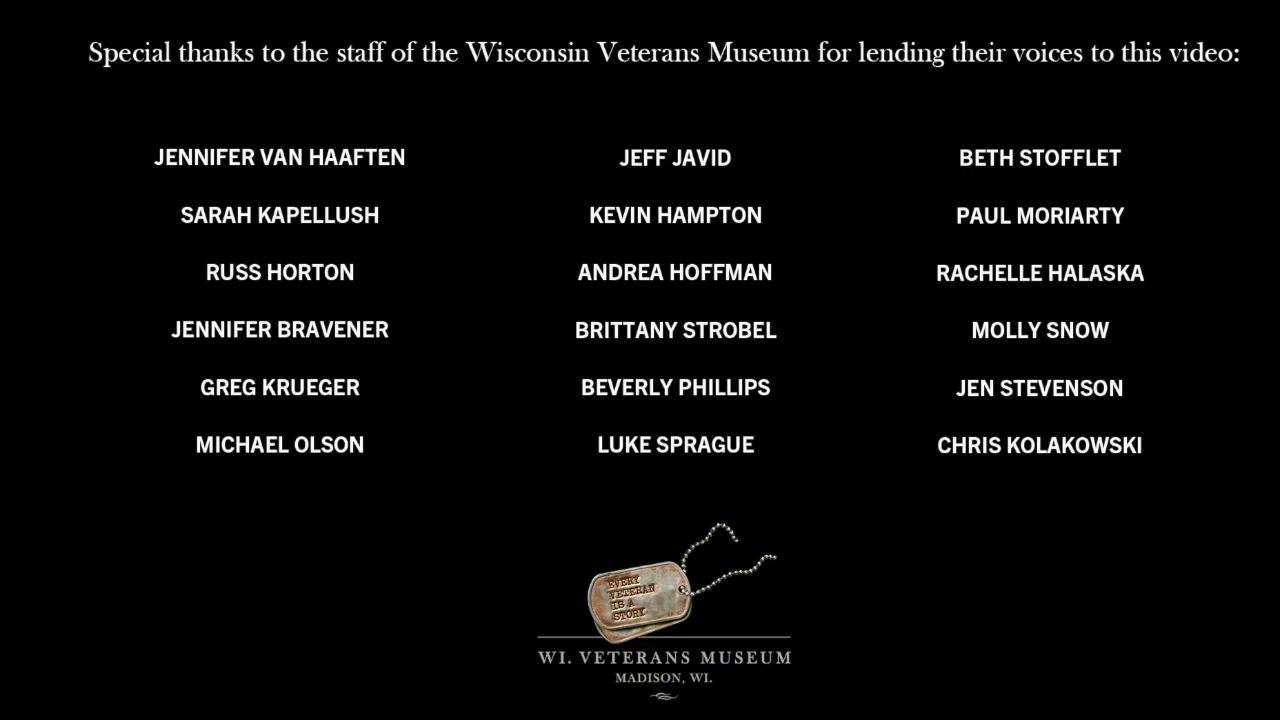 Special thanks to the staff of the Wisconsin Veterans Museum for lending their voices to this video:
JENNIFER VAN HAAFTEN
JEFF JAVID
BETH STOFFLET
SARAH KAPELLUSH
KEVIN HAMPTON
PAUL MORIARTY
RUSS HORTON
ANDREA HOFFMAN
RACHELLE HALASKA
JENNIFER BRAVENER
BRITTANY STROBEL
MOLLY SNOW
GREG KRUEGER
BEVERLY PHILLIPS
JEN STEVENSON
MICHAEL OLSON
LUKE SPRAGUE
CHRIS KOLAKOWSKI
EVERY
VETERAN
IS A
STORY
WI. VETERANS MUSEUM
MADISON, WI.